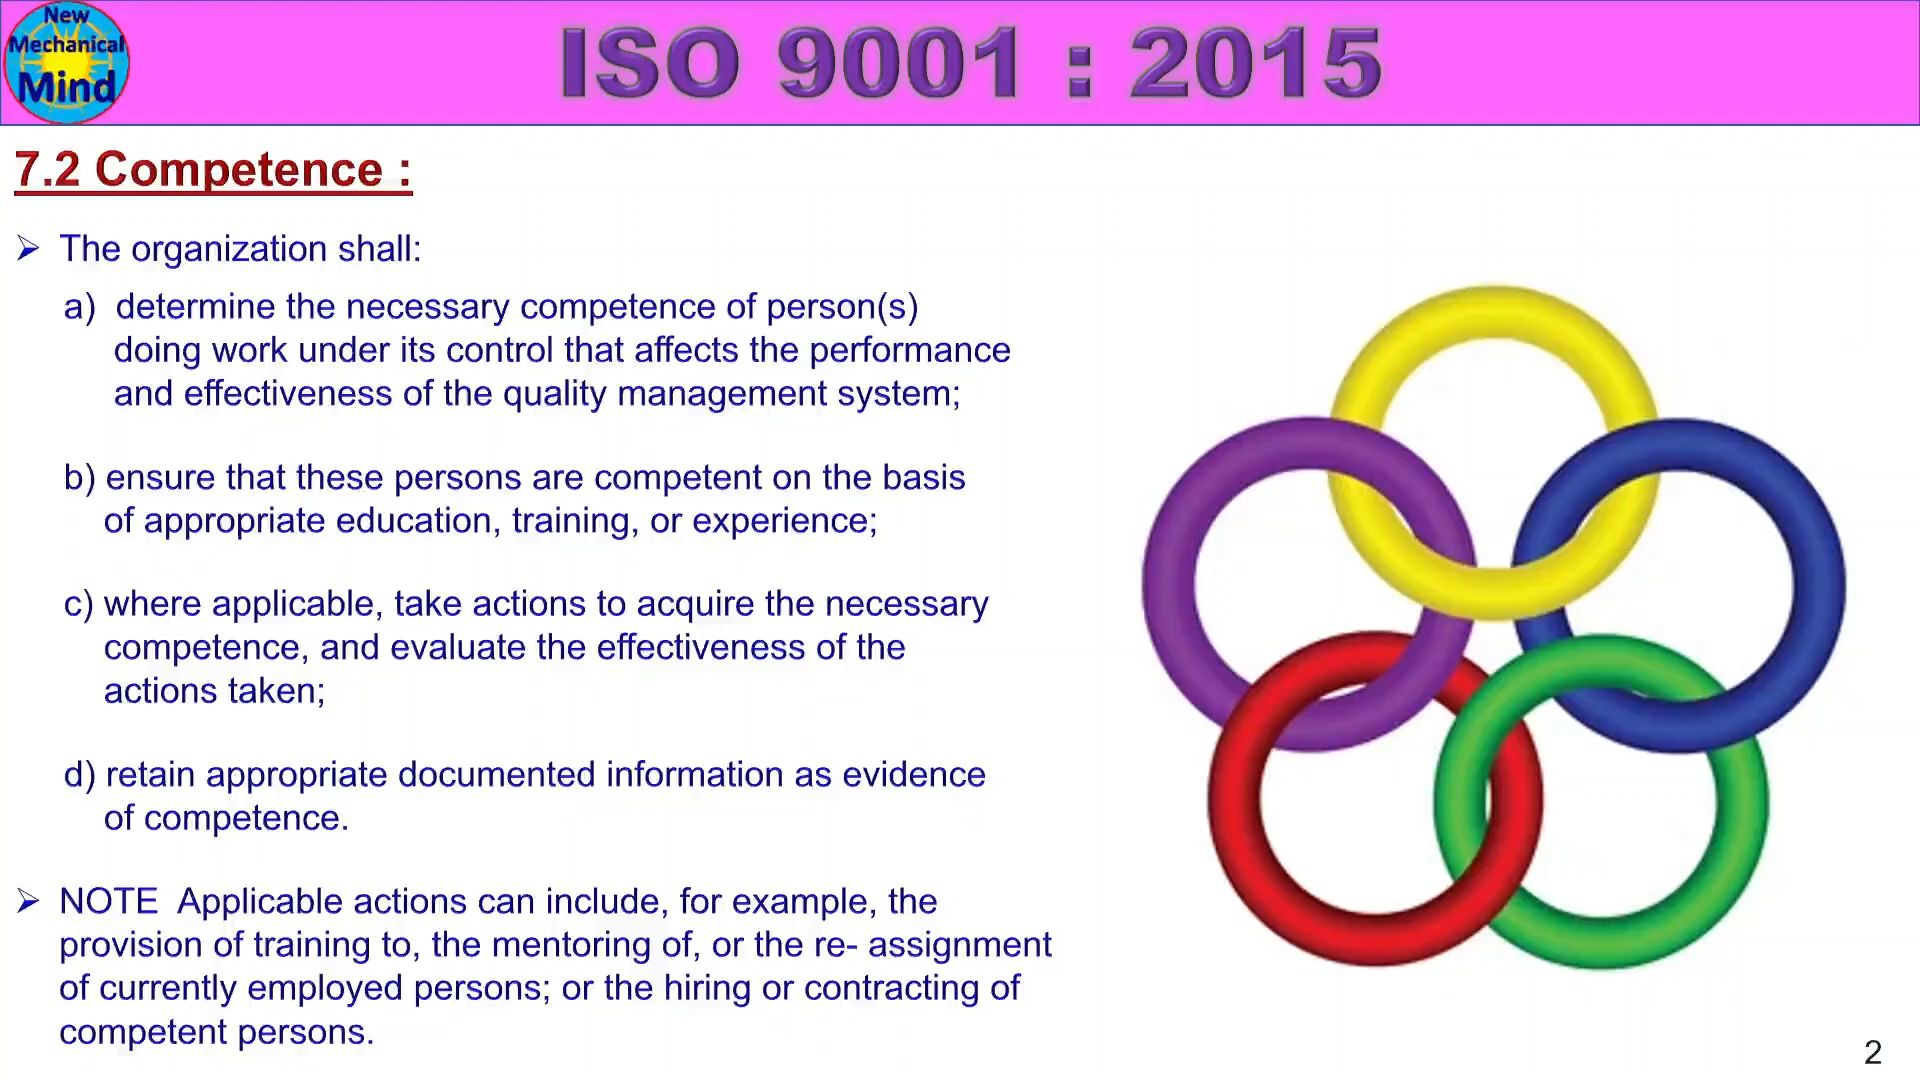 New
Mechanical
Mind
ISO 9001 : 2015
7.2 Competence :
➢ The organization shall:
a) determine the necessary competence of person(s)
doing work under its control that affects the performance
and effectiveness of the quality management system;
b) ensure that these persons are competent on the basis
of appropriate education, training, or experience;
c) where applicable, take actions to acquire the necessary
competence, and evaluate the effectiveness of the
actions taken;
d) retain appropriate documented information as evidence
of competence.
➢ NOTE Applicable actions can include, for example, the
provision of training to, the mentoring of, or the re- assignment
of currently employed persons; or the hiring or contracting of
competent persons.
2